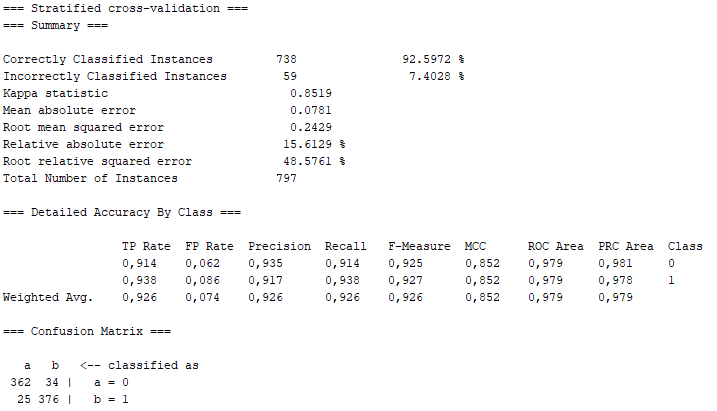 === Stratified cross-validation ===
=== Summary ===
Correctly Classified Instances 738 92.5972 %
Incorrectly Classified Instances 59 7.4028 %
Kappa statistic 0.8519
Mean absolute error 0.0781
Root mean squared error 0.2429
Relative absolute error 15.6129 %
Root relative squared error 48.5761 %
Total Number of Instances 797
=== Detailed Accuracy By Class ===
TP Rate FP Rate Precision Recall F-Measure MCC ROC Area PRC Area Class
0,914 0,062 0,935 0,914 0,925 0,852 0,979 0,981 0
0,938 0,086 0,917 0,938 0,927 0,852 0,979 0,978 1
Weighted Avg. 0,926 0,074 0,926 0,926 0,926 0,852 0,979 0,979
=== Confusion Matrix ===
a b <-- classified as
362 34 | a = 0
25 376 | b = 1